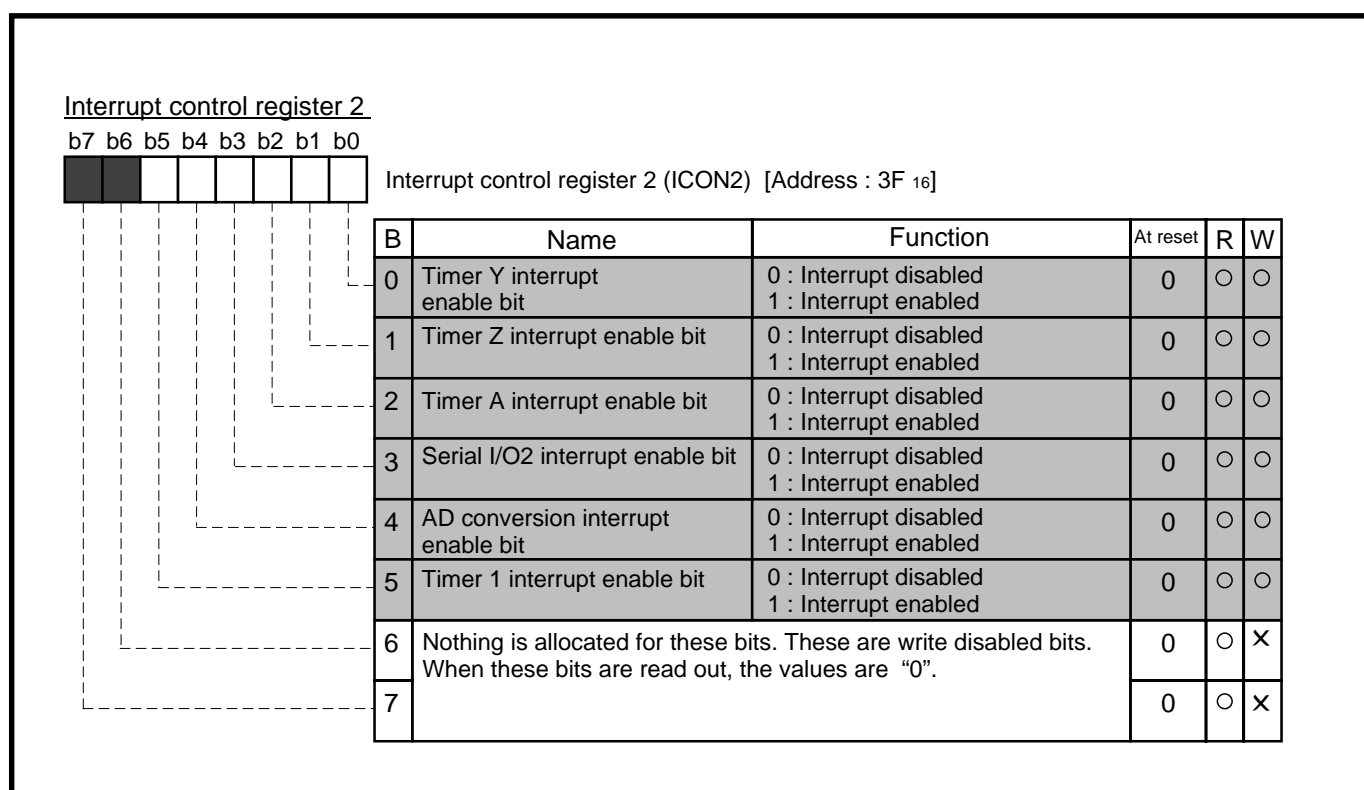 Interrupt control register 2
b7 b6 b5 b4 b3 b2 b1 b0
Interrupt control register 2 (ICON2) [Address : 3F 16]
B Name Function At reset R W
0 Timer Y interrupt
enable bit
0 : Interrupt disabled
1 : Interrupt enabled
0 ○ ○
1 Timer Z interrupt enable bit
0 : Interrupt disabled
1 : Interrupt enabled
0 ○ ○
2 Timer A interrupt enable bit
0 : Interrupt disabled
1 : Interrupt enabled
0 ○ ○
3 Serial I/O2 interrupt enable bit
0 : Interrupt disabled
1 : Interrupt enabled
0 ○ ○
4 AD conversion interrupt
enable bit
0 : Interrupt disabled
1 : Interrupt enabled
0 ○ ○
5 Timer 1 interrupt enable bit
0 : Interrupt disabled
1 : Interrupt enabled
0 ○ ○
6 Nothing is allocated for these bits. These are write disabled bits.
When these bits are read out, the values are “0”.
0 ○ ×
7 0 ○ ×